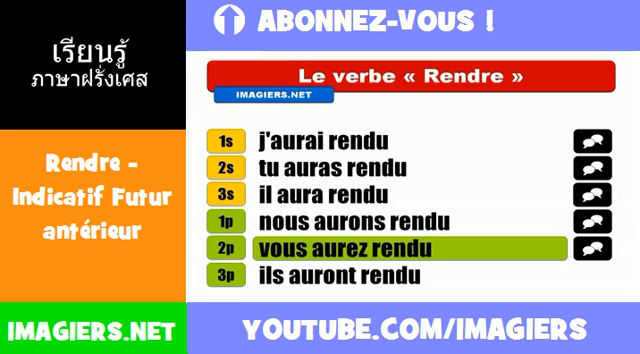 เรียนรู้
ภาษาฝรั่งเศส
Rendre -
Indicatif Futur
antérieur
IMAGIERS.NET
ABONNEZ-VOUS !
Le verbe « Rendre »
IMAGIERS.NET
1s j'aurai rendu
2s tu auras rendu
3s il aura rendu
1p nous aurons rendu
2p vous aurez rendu
3p ils auront rendu
YOUTUBE.COM/IMAGIERS